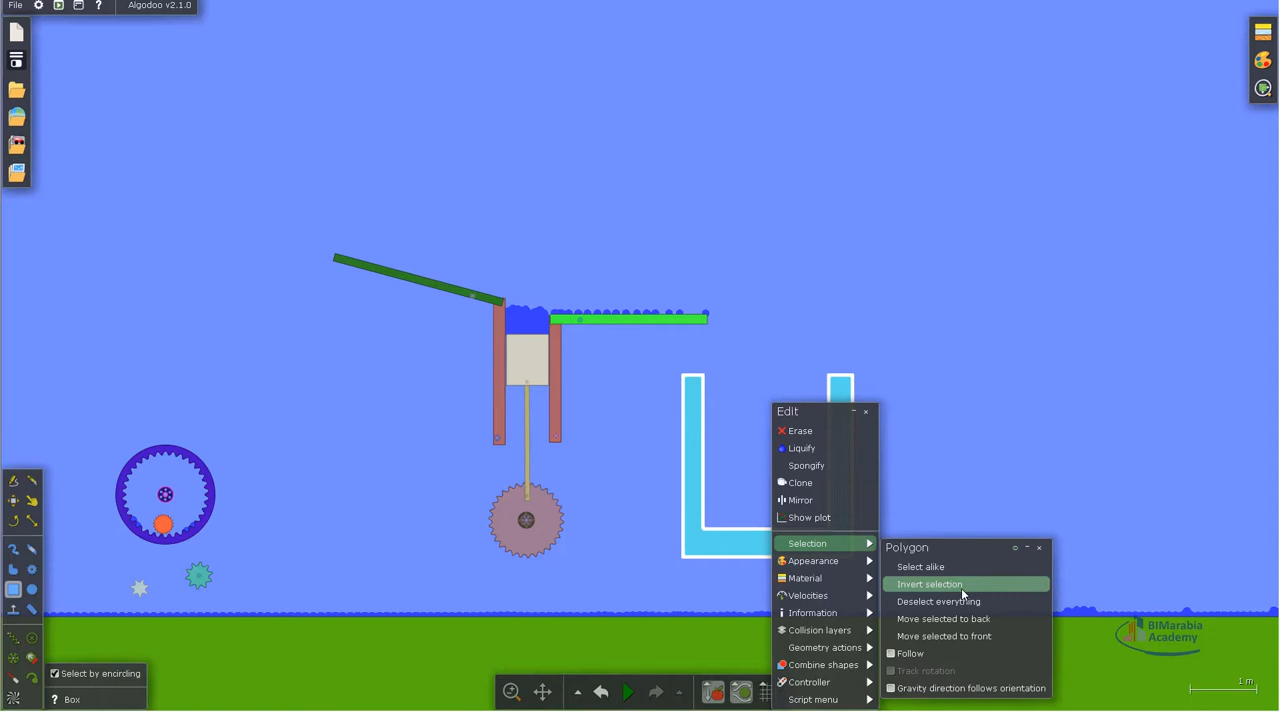 File ? Algodoo v2.1.0
Edit
Erase
Liquify
Spongify
Clone
Mirror
Show plot
Selection
Appearance
Material
Velocities
Information
Collision layers
Geometry actions
Combine shapes
Controller
Script menu
Polygon
Select alike
Invert selection
Deselect everything
Move selected to back
Move selected to front
Follow
Track rotation
Gravity direction follows orientation
Select by encircling
? Box
BIMarabia
Academy
1 m